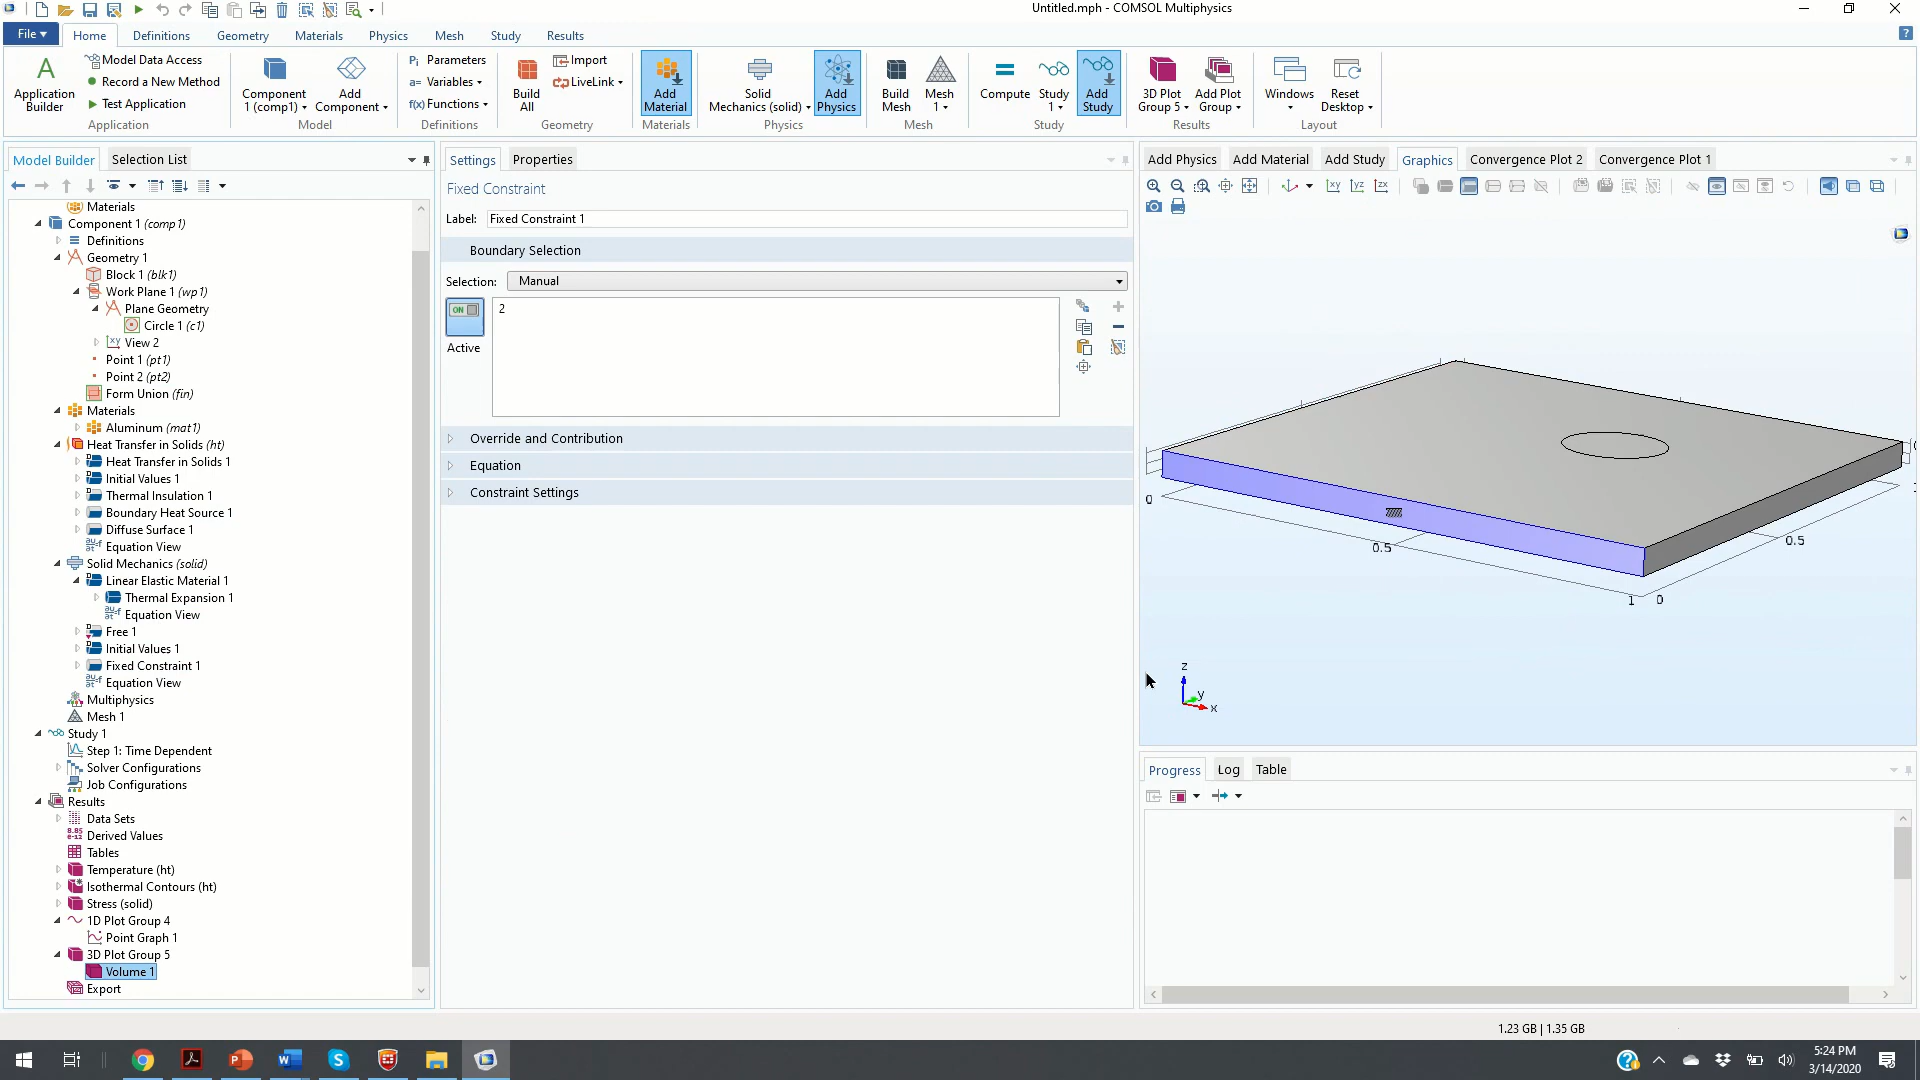 Untitled.mph - COMSOL Multiphysics
File
Home
Definitions
Geometry
Materials
Physics
Mesh
Study
Results
Application Builder
Model Data Access
Record a New Method
Test Application
Application
Component 1 (comp1)
Add Component
Model
Pi Parameters
a= Variables
f(x) Functions
Definitions
Build All
Import
LiveLink
Geometry
Add Material
Materials
Solid Mechanics (solid)
Add Physics
Physics
Build Mesh
Mesh 1
Mesh
Compute
Study 1
Add Study
Study
3D Plot Group 5
Add Plot Group
Results
Windows
Reset Desktop
Layout
Model Builder
Selection List
Materials
Component 1 (comp1)
Definitions
Geometry 1
Block 1 (blk1)
Work Plane 1 (wp1)
Plane Geometry
Circle 1 (c1)
View 2
Point 1 (pt1)
Point 2 (pt2)
Form Union (fin)
Materials
Aluminum (mat1)
Heat Transfer in Solids (ht)
Heat Transfer in Solids 1
Initial Values 1
Thermal Insulation 1
Boundary Heat Source 1
Diffuse Surface 1
Equation View
Solid Mechanics (solid)
Linear Elastic Material 1
Thermal Expansion 1
Equation View
Free 1
Initial Values 1
Fixed Constraint 1
Equation View
Multiphysics
Mesh 1
Study 1
Step 1: Time Dependent
Solver Configurations
Job Configurations
Results
Data Sets
8.85
e-12
Derived Values
Tables
Temperature (ht)
Isothermal Contours (ht)
Stress (solid)
1D Plot Group 4
Point Graph 1
3D Plot Group 5
Volume 1
Export
Settings
Properties
Fixed Constraint
Label: Fixed Constraint 1
Boundary Selection
Selection: Manual
ON
Active
2
Override and Contribution
Equation
Constraint Settings
Add Physics
Add Material
Add Study
Graphics
Convergence Plot 2
Convergence Plot 1
xy
yz
zx
0
0.5
1
0
0.5
z
y
x
Progress
Log
Table
1.23 GB | 1.35 GB
5:24 PM
3/14/2020